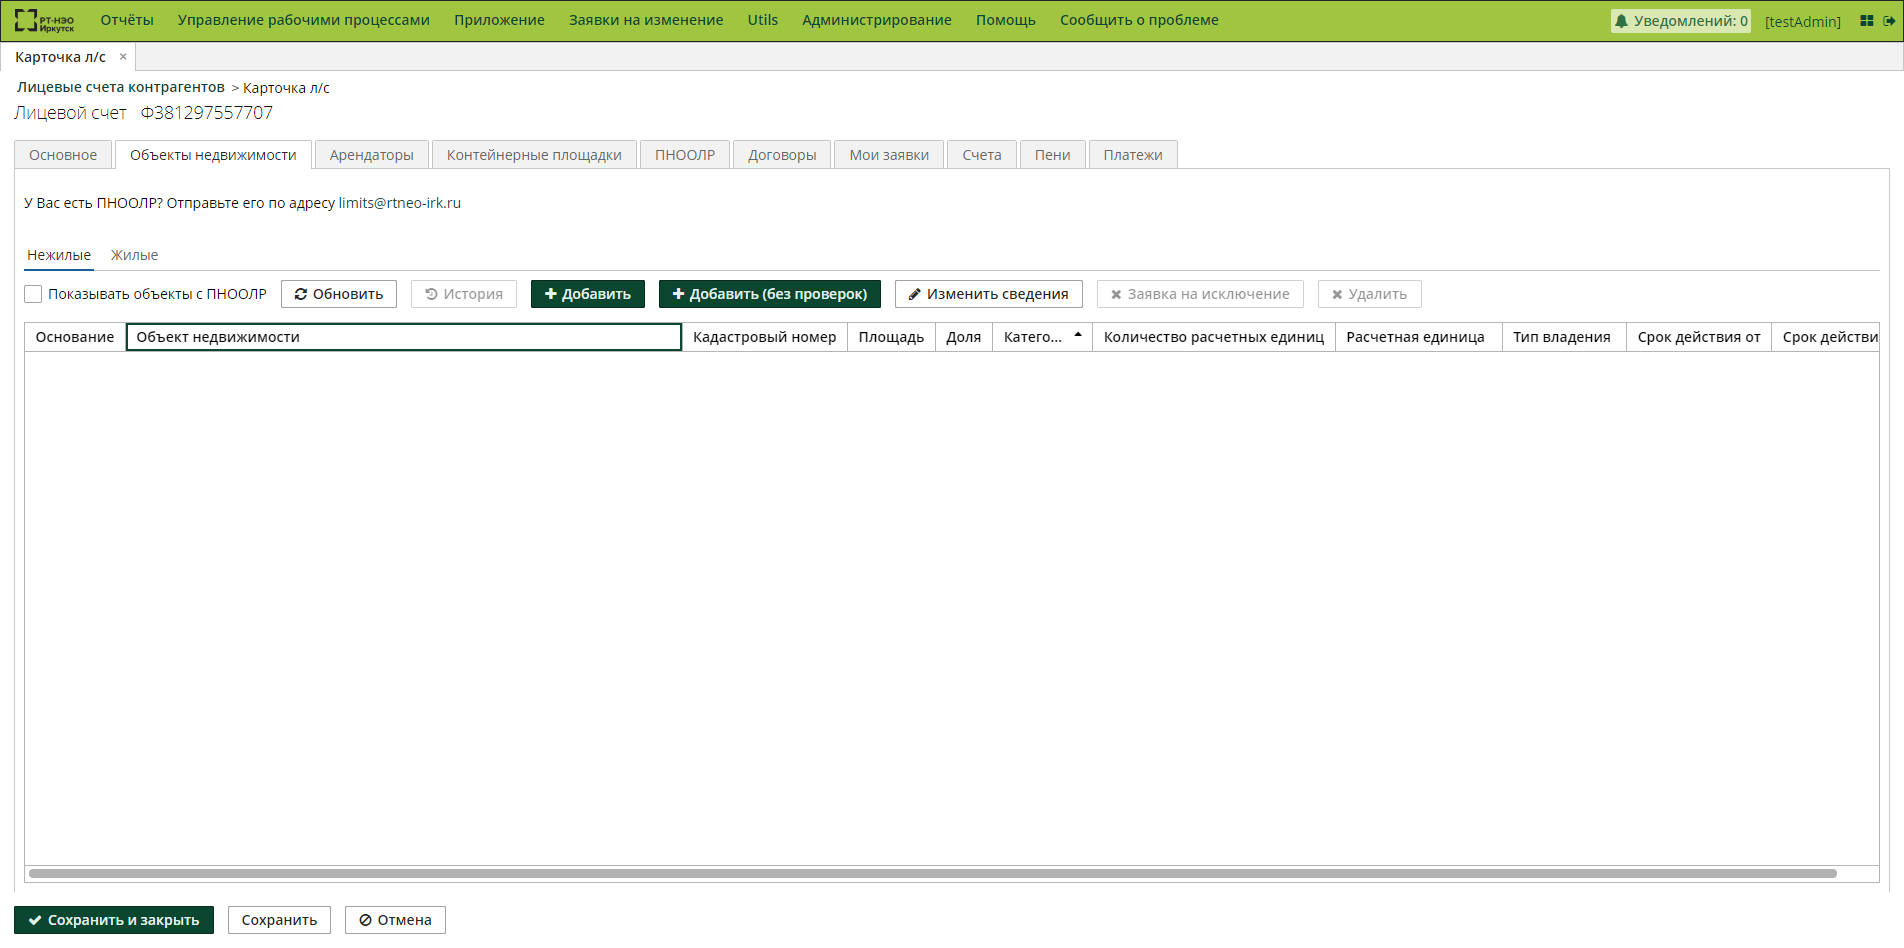 РТ-НЭО Иркутск Отчёты Управление рабочими процессами Приложение Заявки на изменение Utils Администрирование Помощь Сообщить о проблеме Уведомлений: 0 [testAdmin]
Карточка л/с ×
Лицевые счета контрагентов > Карточка л/с
Лицевой счет Ф381297557707
Основное Объекты недвижимости Арендаторы Контейнерные площадки ПНООЛР Договоры Мои заявки Счета Пени Платежи
У Вас есть ПНООЛР? Отправьте его по адресу limits@rtneo-irk.ru
Нежилые Жилые
Показывать объекты с ПНООЛР Обновить История Добавить Добавить (без проверок) Изменить сведения Заявка на исключение Удалить
Основание Объект недвижимости Кадастровый номер Площадь Доля Катего... Количество расчетных единиц Расчетная единица Тип владения Срок действия от Срок действи
Сохранить и закрыть Сохранить Отмена